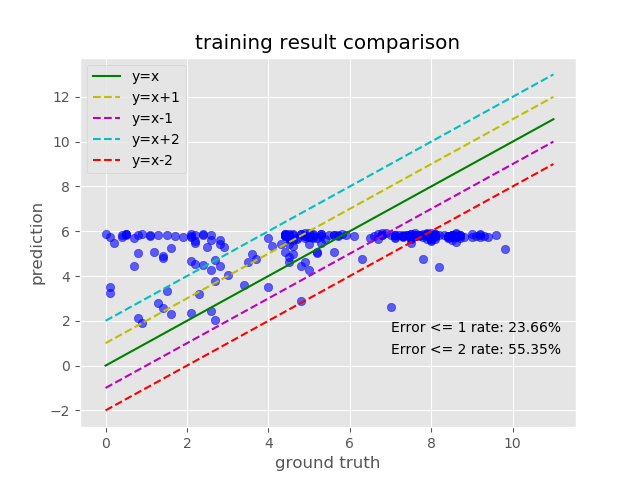 training result comparison
y=x
y=x+1
y=x-1
y=x+2
y=x-2
12
10
8
6
4
2
0
−2
prediction
Error <= 1 rate: 23.66%
Error <= 2 rate: 55.35%
0 2 4 6 8 10
ground truth